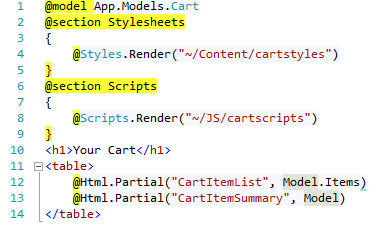 1 @model App.Models.Cart
2 @section Stylesheets
3 {
4     @Styles.Render("~/Content/cartstyles")
5 }
6 @section Scripts
7 {
8     @Scripts.Render("~/JS/cartscripts")
9 }
10 <h1>Your Cart</h1>
11 <table>
12     @Html.Partial("CartItemList", Model.Items)
13     @Html.Partial("CartItemSummary", Model)
14 </table>